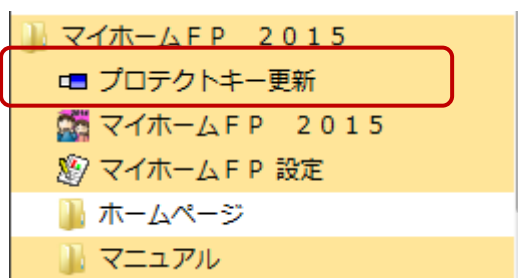 マイホームＦＰ　２０１５
プロテクトキー更新
マイホームＦＰ　２０１５
マイホームＦＰ 設定
ホームページ
マニュアル